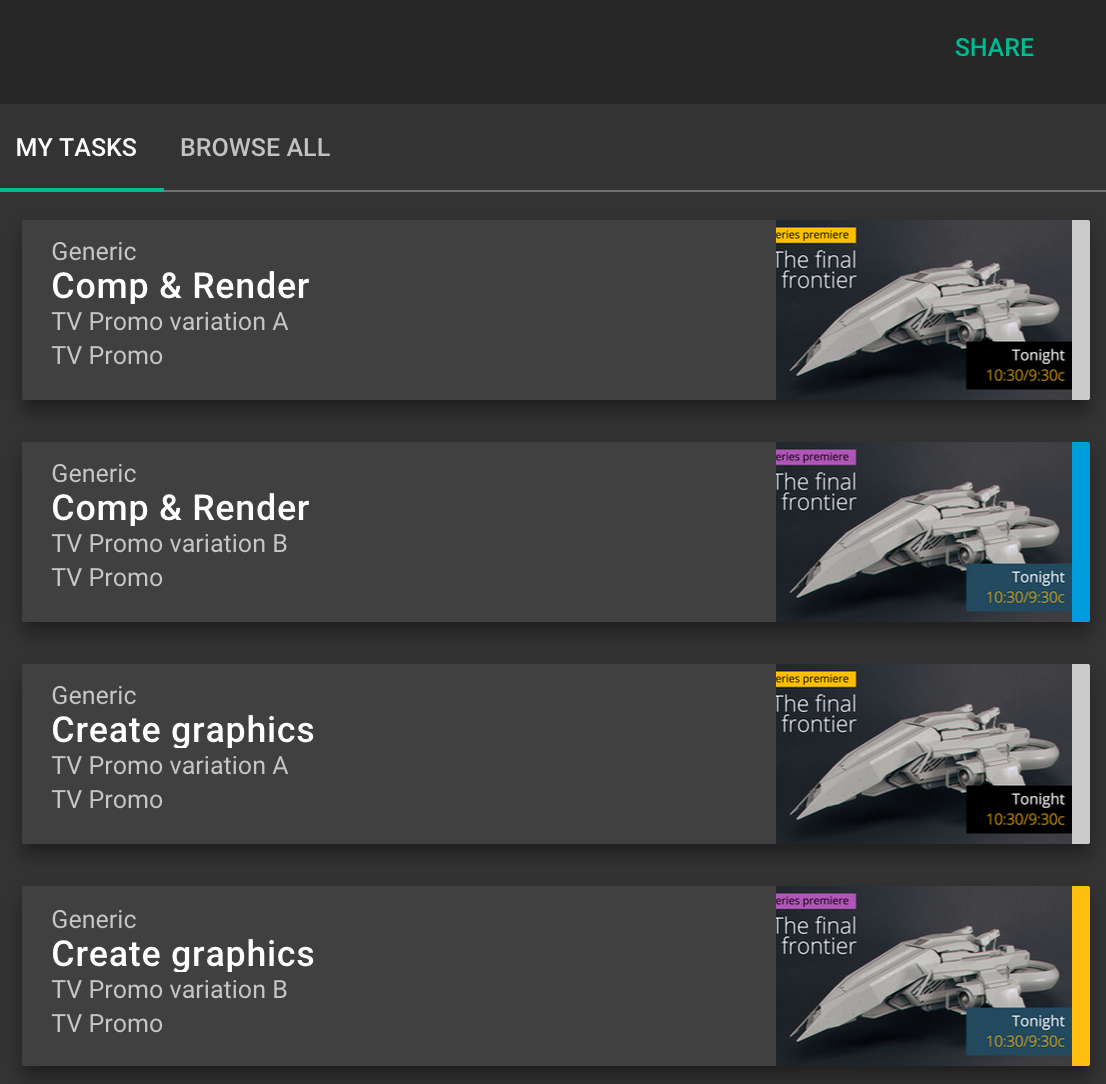 SHARE
MY TASKS BROWSE ALL
Generic
Comp & Render
TV Promo variation A
TV Promo
eries premiere
The final
frontier
Tonight
10:30/9:30c
Generic
Comp & Render
TV Promo variation B
TV Promo
eries premiere
The final
frontier
Tonight
10:30/9:30c
Generic
Create graphics
TV Promo variation A
TV Promo
eries premiere
The final
frontier
Tonight
10:30/9:30c
Generic
Create graphics
TV Promo variation B
TV Promo
eries premiere
The final
frontier
Tonight
10:30/9:30c